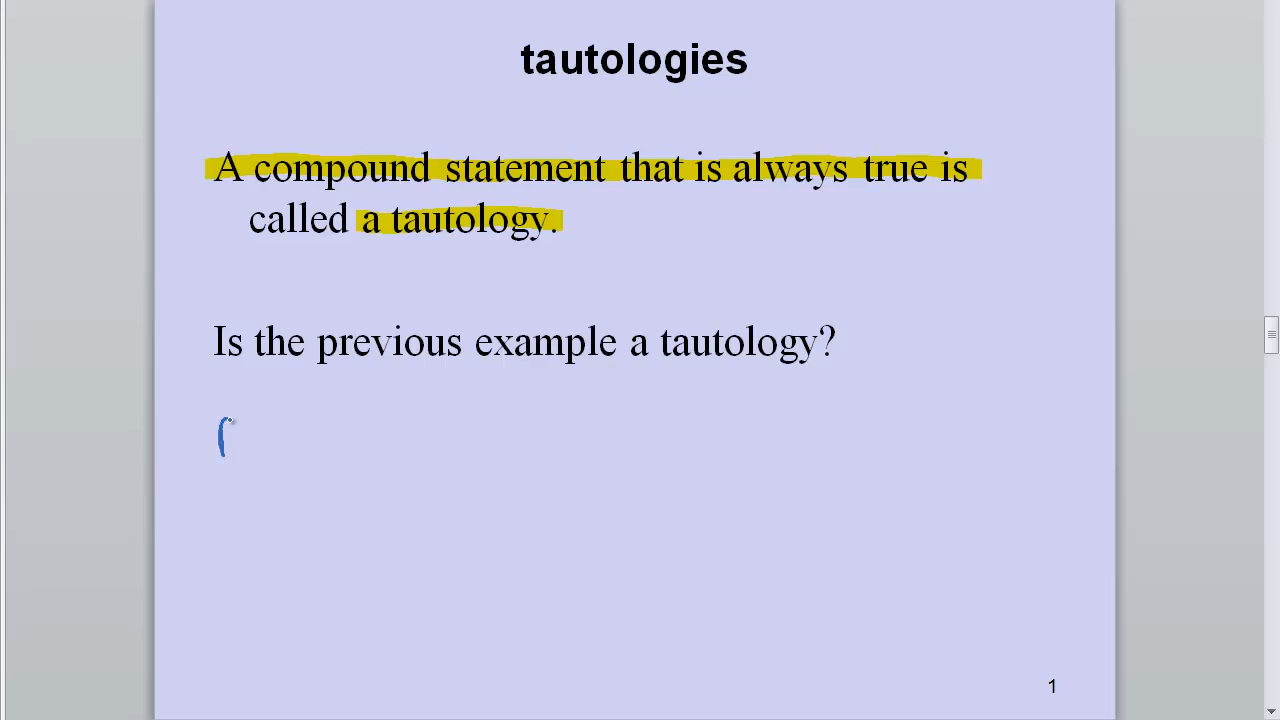 tautologies
A compound statement that is always true is
called a tautology.
Is the previous example a tautology?
1